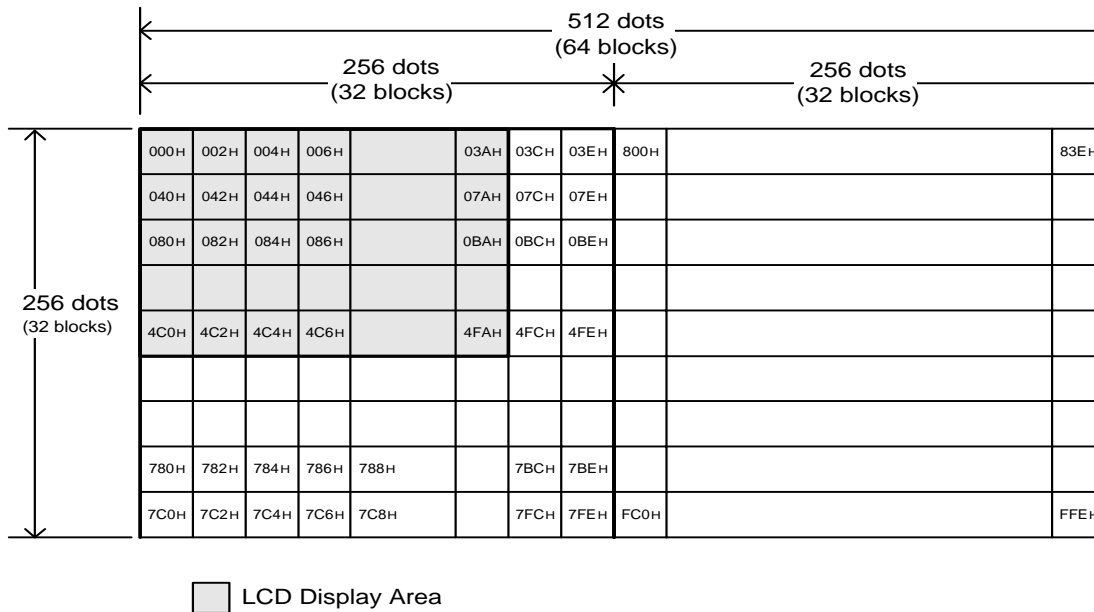 512 dots
(64 blocks)
256 dots
(32 blocks)
256 dots
(32 blocks)
000H 002H 004H 006H 03AH 03CH 03EH 800H 83EH
040H 042H 044H 046H 07AH 07CH 07EH
080H 082H 084H 086H 0BAH 0BCH 0BEH
256 dots
(32 blocks)
4C0H 4C2H 4C4H 4C6H 4FAH 4FCH 4FEH
780H 782H 784H 786H 788H 7BCH 7BEH
7C0H 7C2H 7C4H 7C6H 7C8H 7FCH 7FEH FC0H FFEH
LCD Display Area